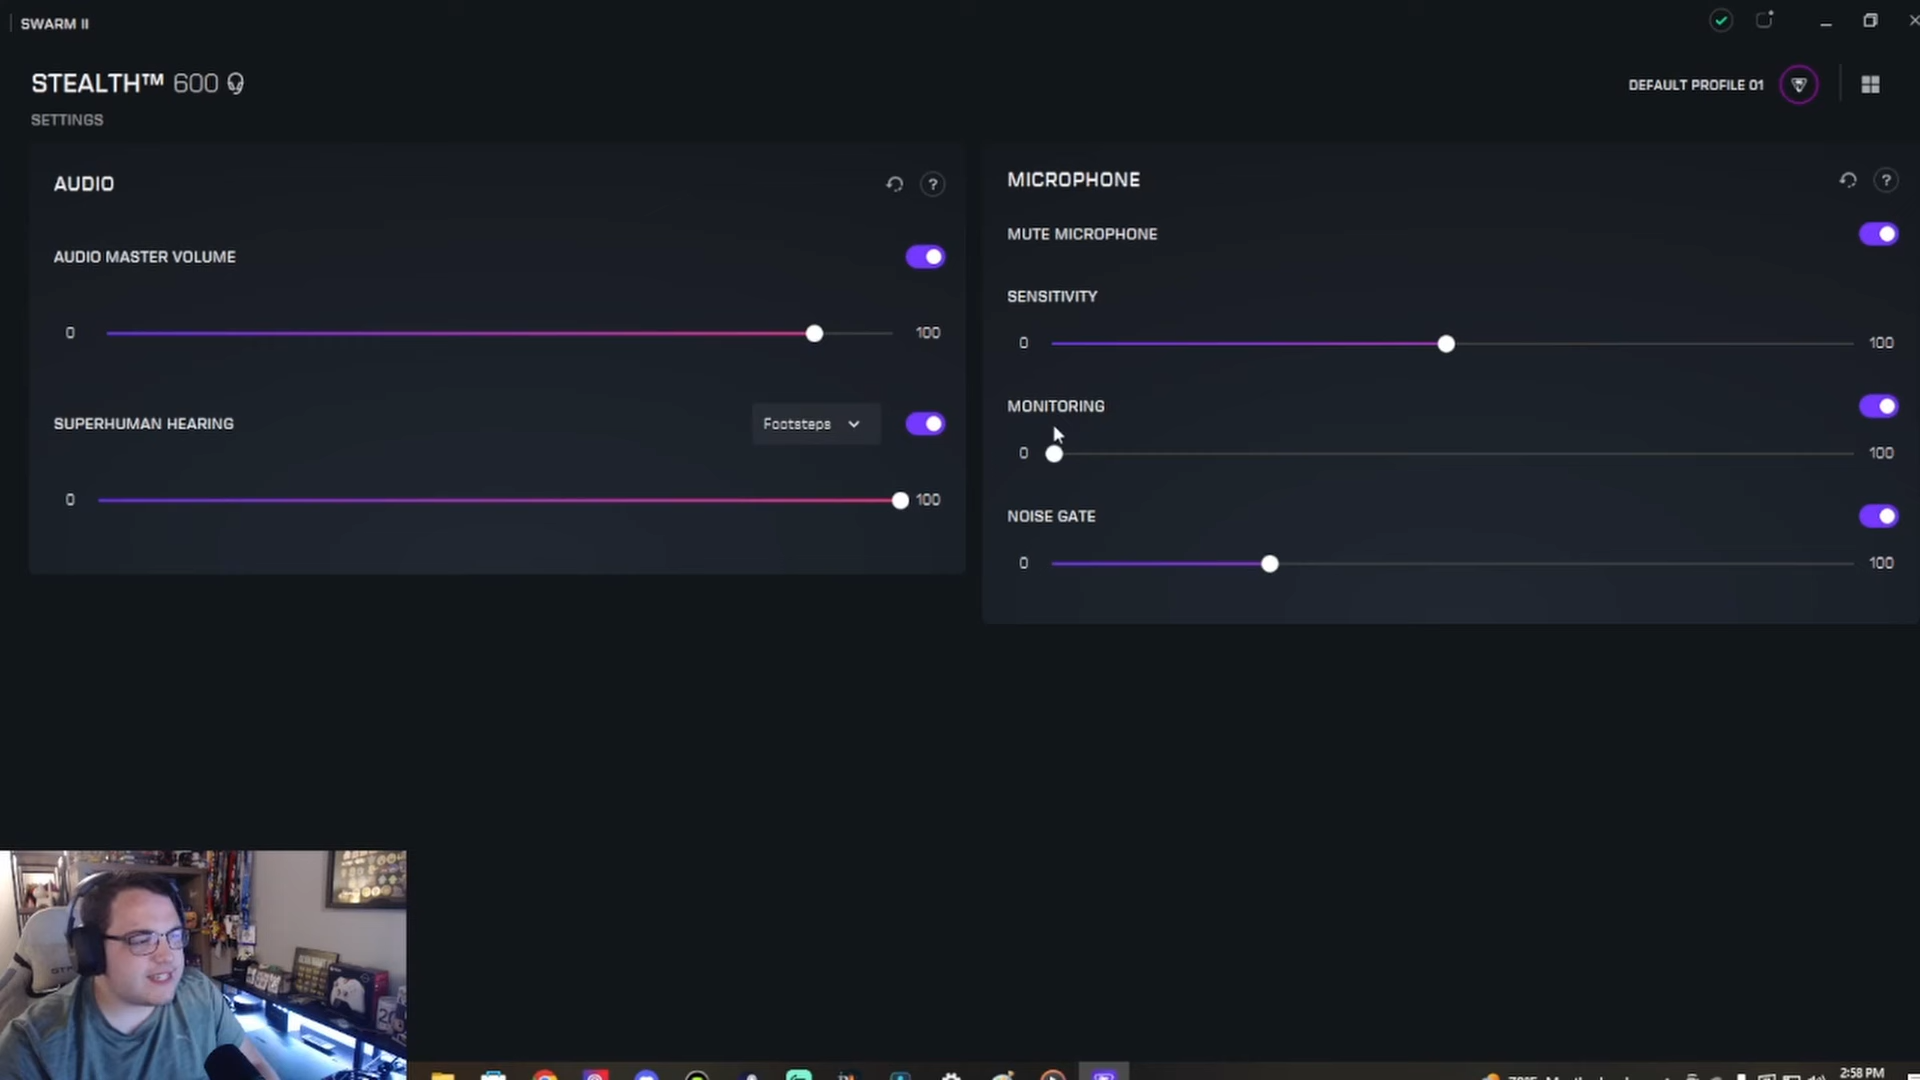 SWARM II
STEALTH™ 600
SETTINGS
DEFAULT PROFILE 01
AUDIO
?
AUDIO MASTER VOLUME
0
100
SUPERHUMAN HEARING
Footsteps
0
100
MICROPHONE
?
MUTE MICROPHONE
SENSITIVITY
0
100
MONITORING
0
100
NOISE GATE
0
100
2:58 PM